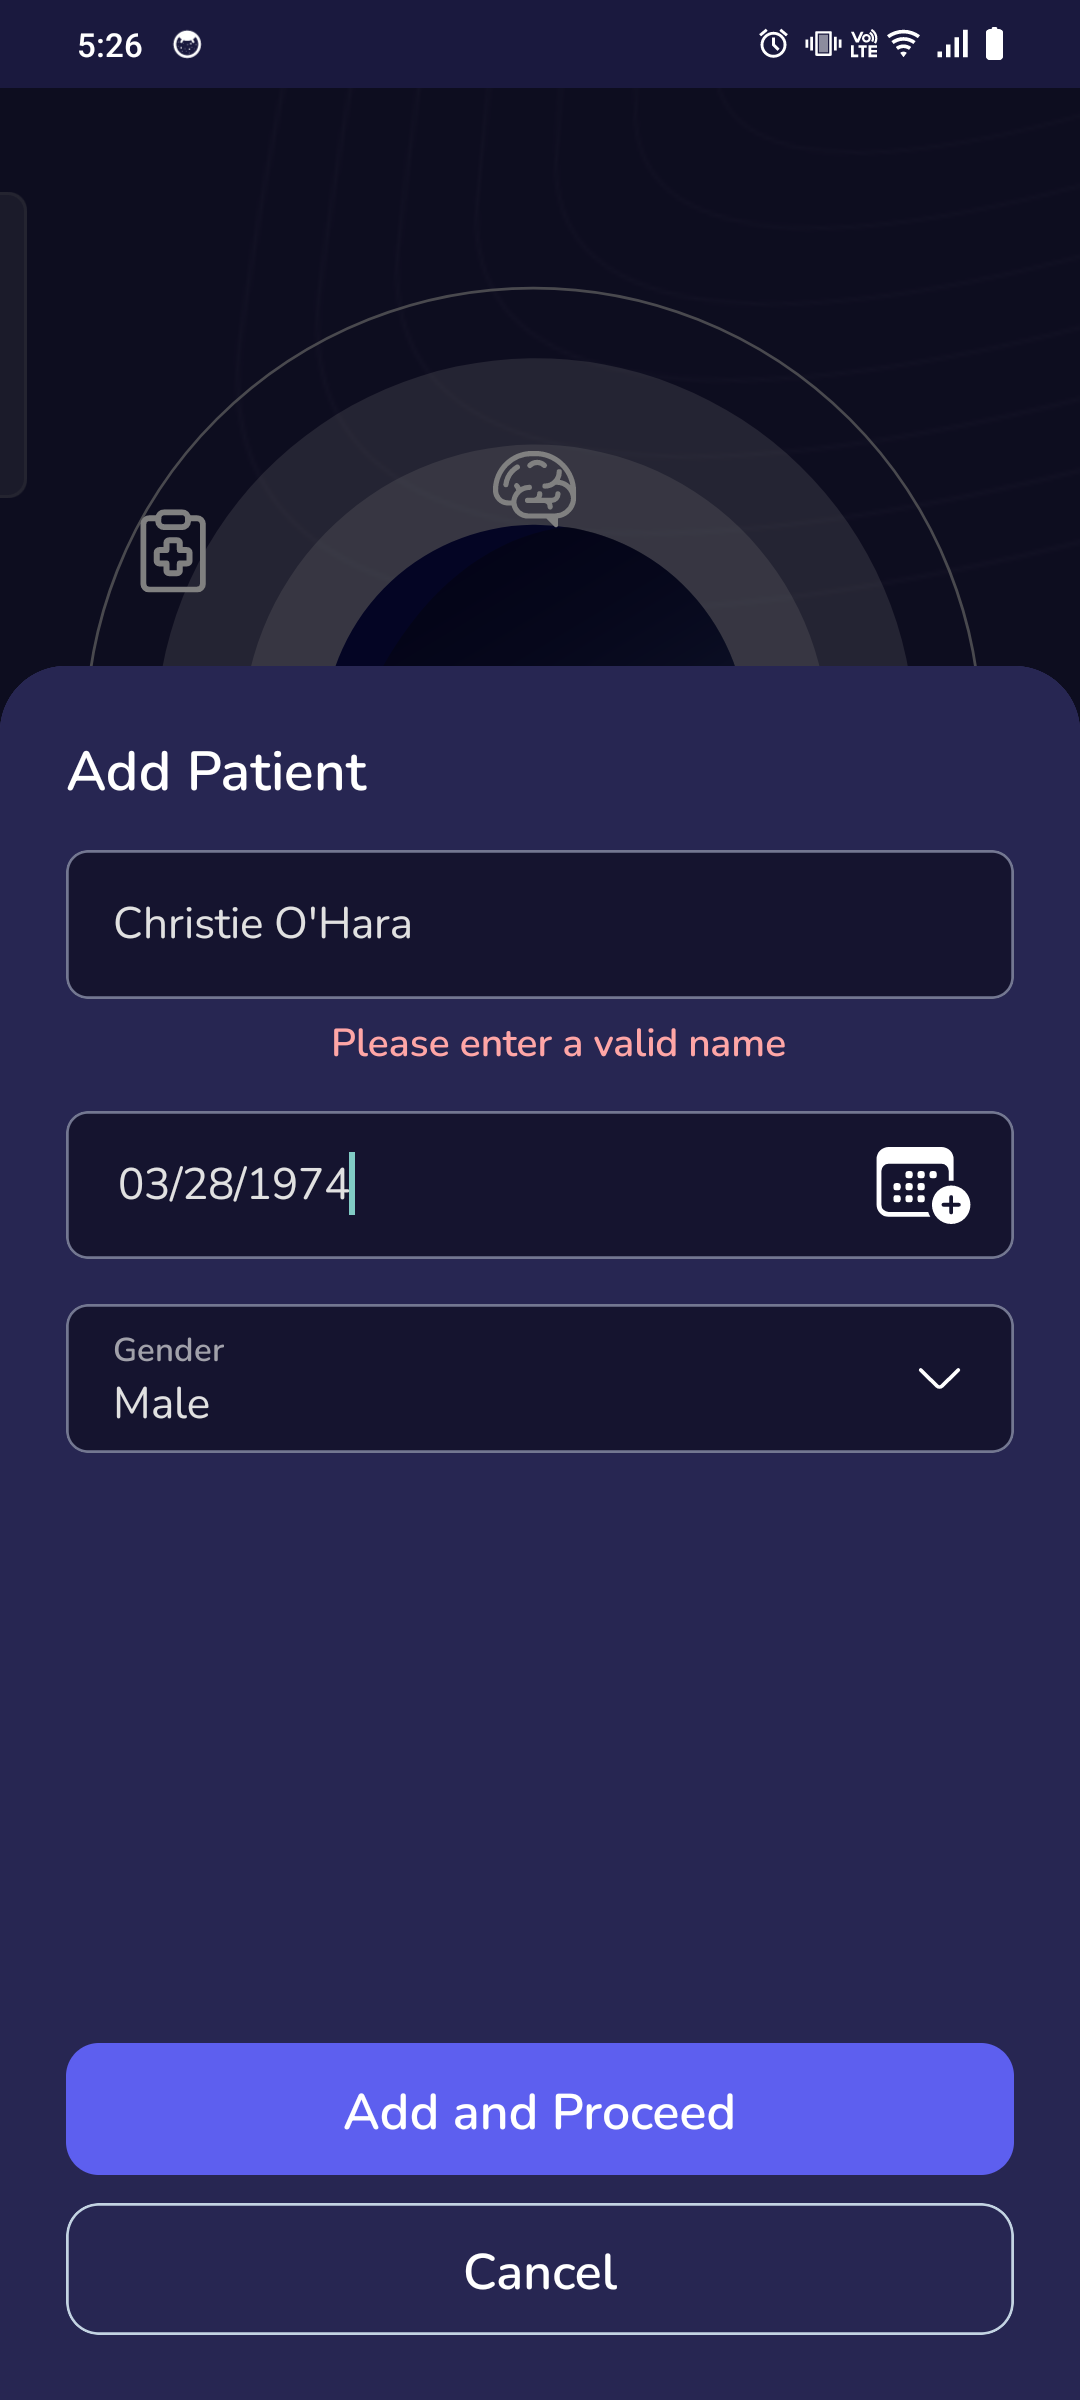 5:26
Vo) LTE
Add Patient
Christie O'Hara
Please enter a valid name
03/28/1974
Gender
Male
Add and Proceed
Cancel